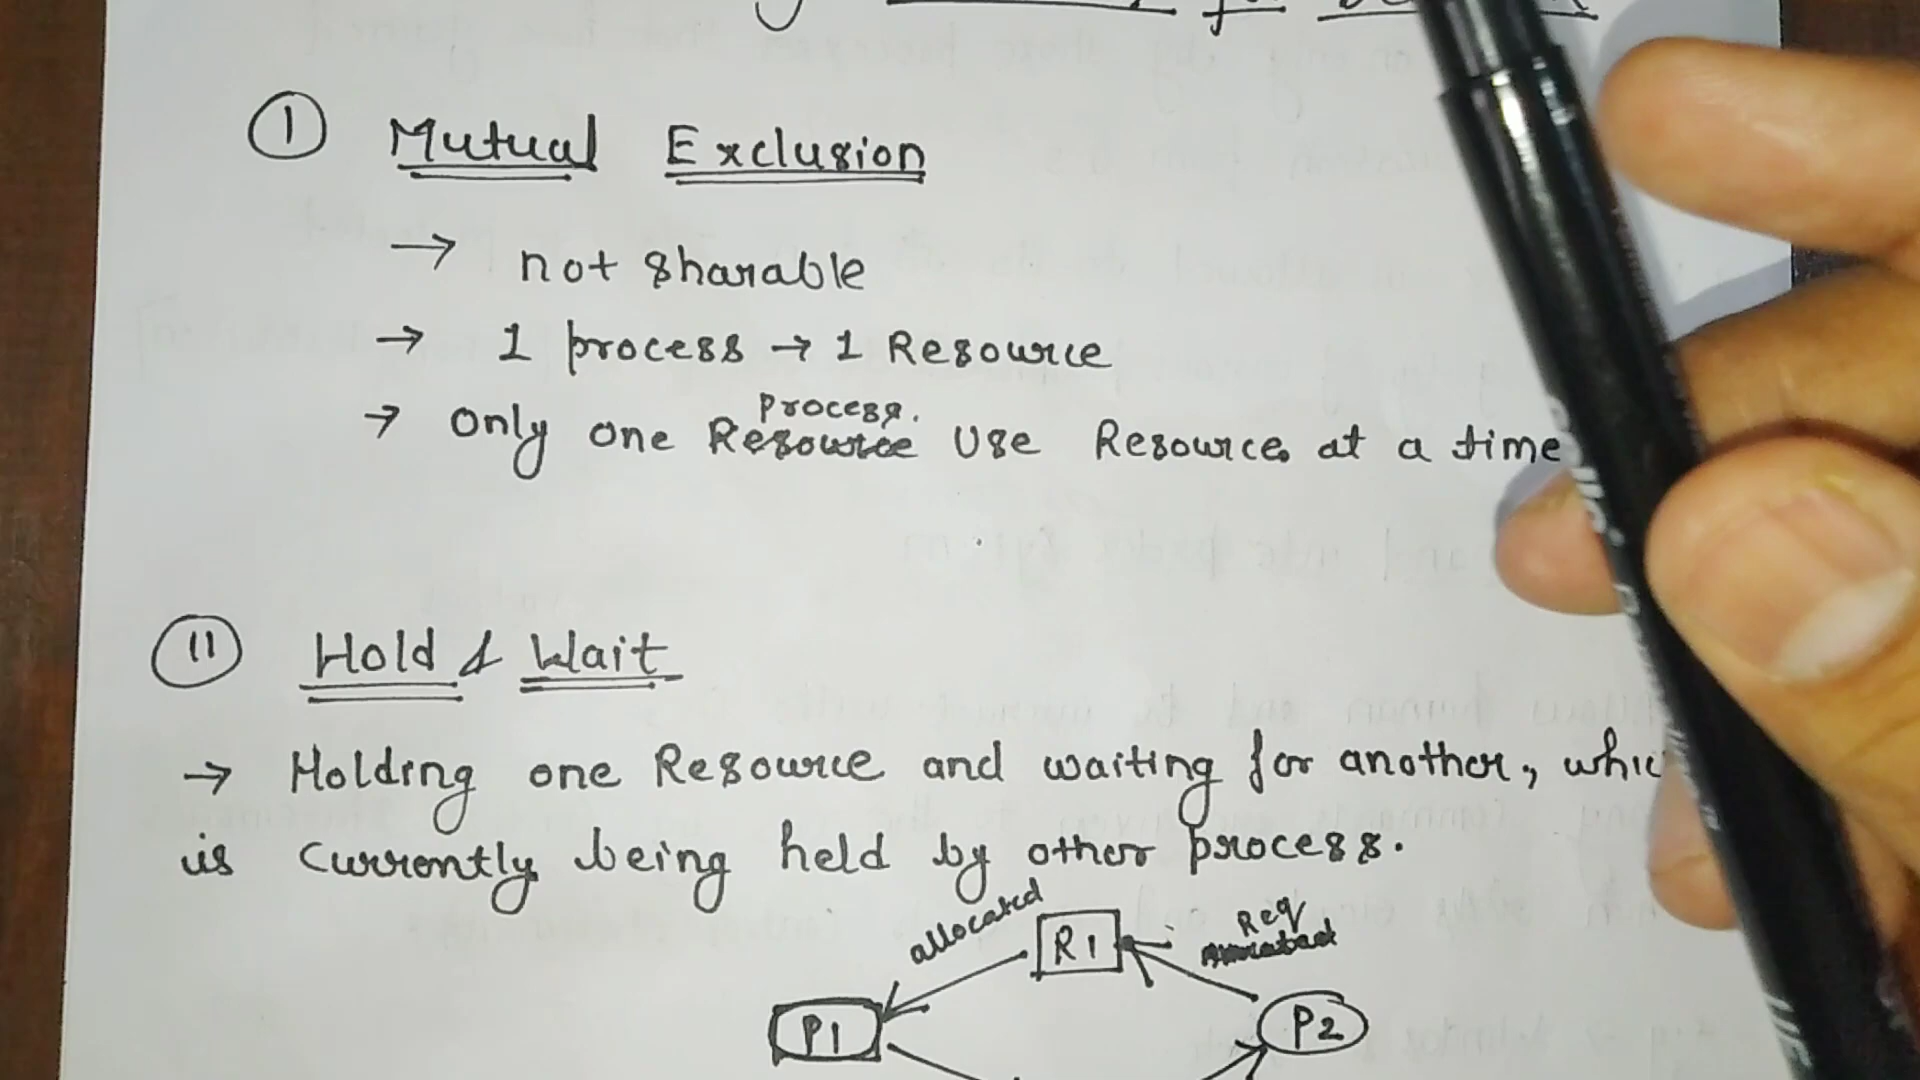 I Mutual Exclusion
→ not sharable
→ 1 process → 1 Resource
process.
→ only one Resource Use Resource at a time
II Hold & Wait
→ Holding one Resource and waiting for another, whic
is currently being held by other process.
allocated R1 Req
P1 P2